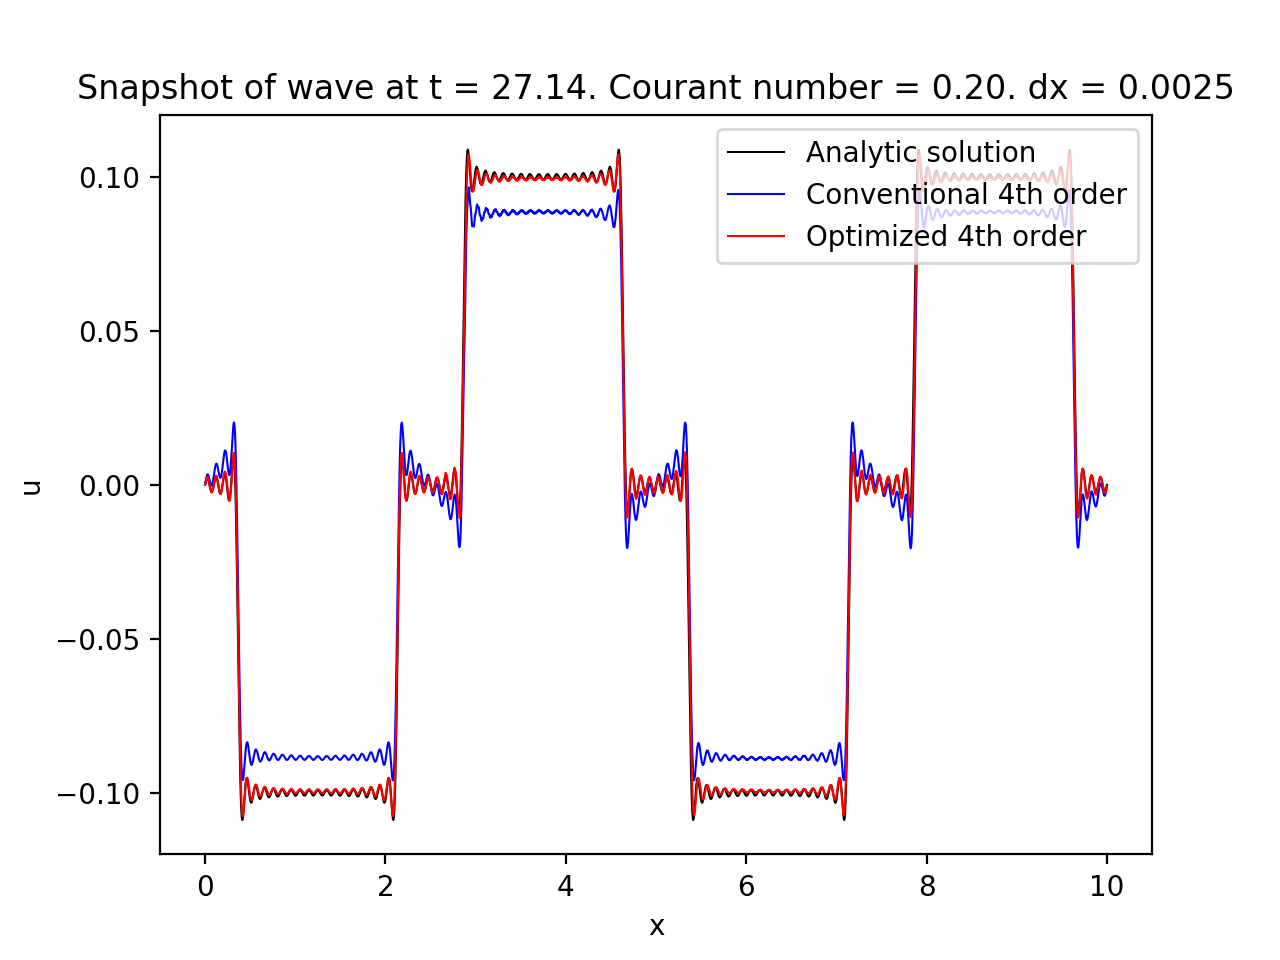 Snapshot of wave at t = 27.14. Courant number = 0.20. dx = 0.0025
Analytic solution
Conventional 4th order
Optimized 4th order
0.10
0.05
0.00
−0.05
−0.10
u
0 2 4 6 8 10
x